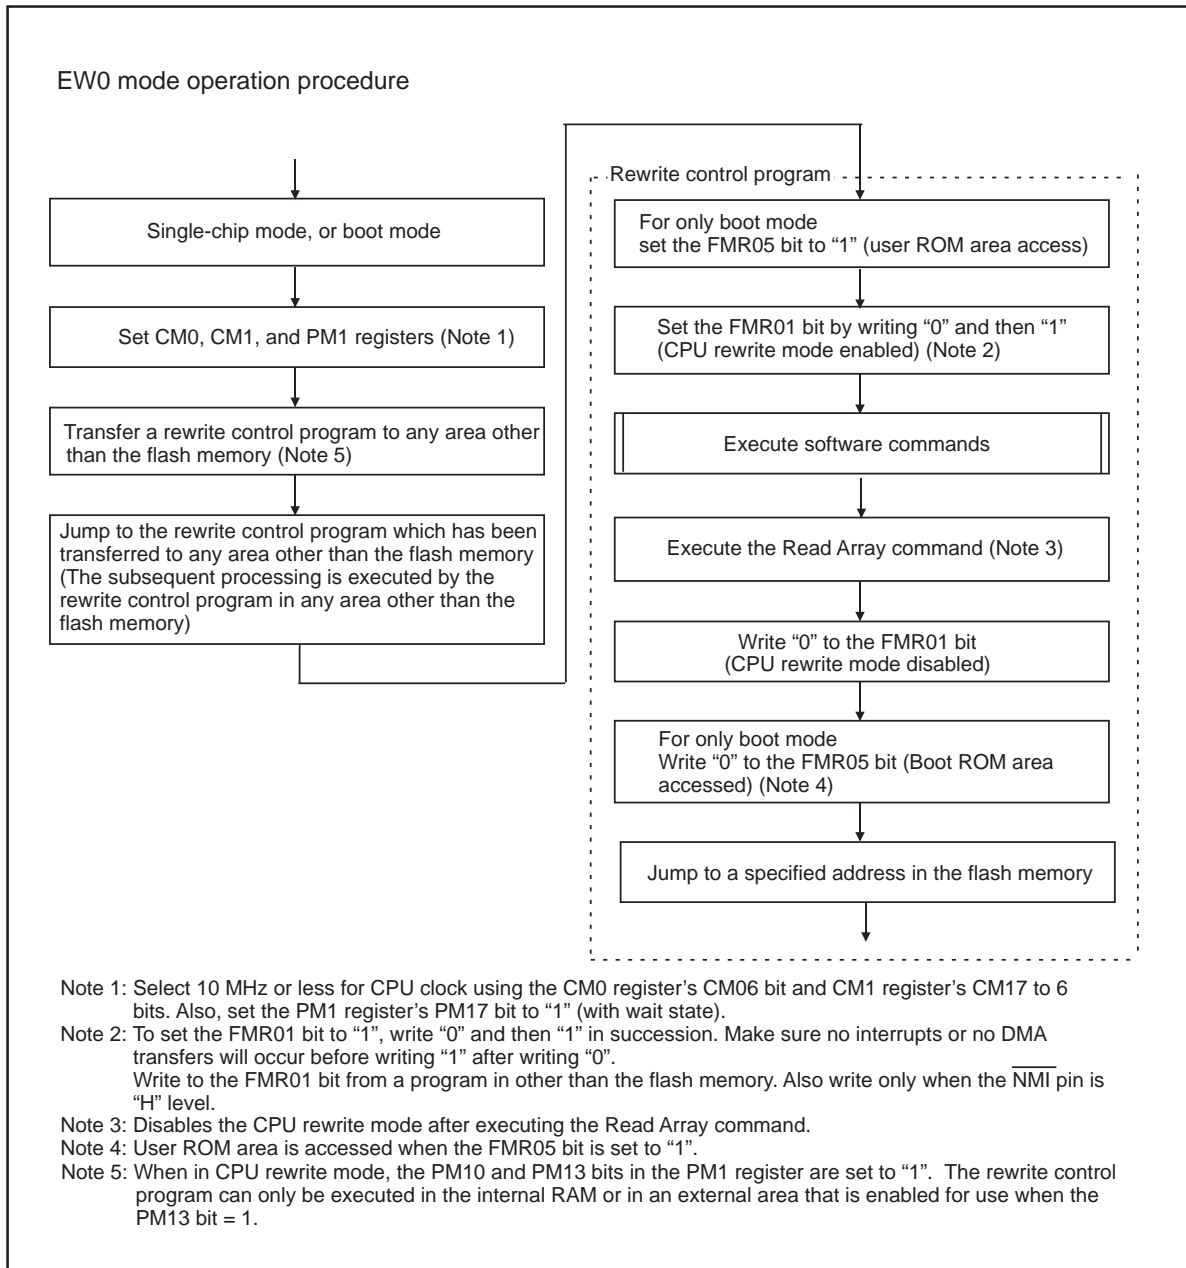 EW0 mode operation procedure
Single-chip mode, or boot mode
Set CM0, CM1, and PM1 registers (Note 1)
Transfer a rewrite control program to any area other
than the flash memory (Note 5)
Jump to the rewrite control program which has been
transferred to any area other than the flash memory
(The subsequent processing is executed by the
rewrite control program in any area other than the
flash memory)
Rewrite control program
For only boot mode
set the FMR05 bit to “1” (user ROM area access)
Set the FMR01 bit by writing “0” and then “1”
(CPU rewrite mode enabled) (Note 2)
Execute software commands
Execute the Read Array command (Note 3)
Write “0” to the FMR01 bit
(CPU rewrite mode disabled)
For only boot mode
Write “0” to the FMR05 bit (Boot ROM area
accessed) (Note 4)
Jump to a specified address in the flash memory
Note 1: Select 10 MHz or less for CPU clock using the CM0 register’s CM06 bit and CM1 register’s CM17 to 6
bits. Also, set the PM1 register’s PM17 bit to “1” (with wait state).
Note 2: To set the FMR01 bit to “1”, write “0” and then “1” in succession. Make sure no interrupts or no DMA
transfers will occur before writing “1” after writing “0”.
Write to the FMR01 bit from a program in other than the flash memory. Also write only when the NMI pin is
“H” level.
Note 3: Disables the CPU rewrite mode after executing the Read Array command.
Note 4: User ROM area is accessed when the FMR05 bit is set to “1”.
Note 5: When in CPU rewrite mode, the PM10 and PM13 bits in the PM1 register are set to “1”. The rewrite control
program can only be executed in the internal RAM or in an external area that is enabled for use when the
PM13 bit = 1.